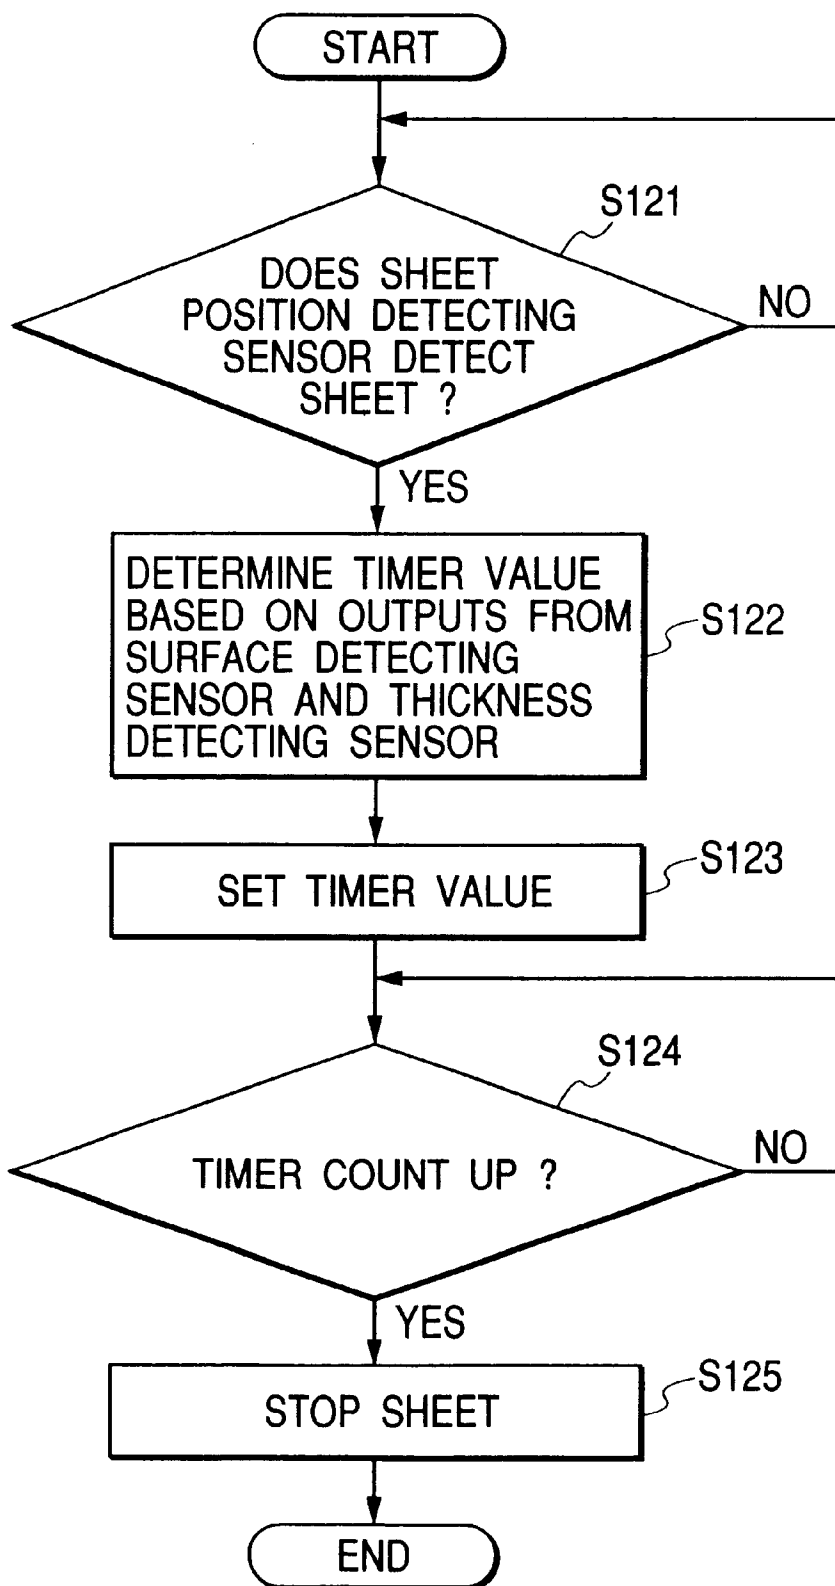 START
S121
DOES SHEET
POSITION DETECTING
SENSOR DETECT
SHEET ?
NO
YES
DETERMINE TIMER VALUE
BASED ON OUTPUTS FROM
SURFACE DETECTING
SENSOR AND THICKNESS
DETECTING SENSOR
S122
SET TIMER VALUE
S123
S124
TIMER COUNT UP ?
NO
YES
STOP SHEET
S125
END